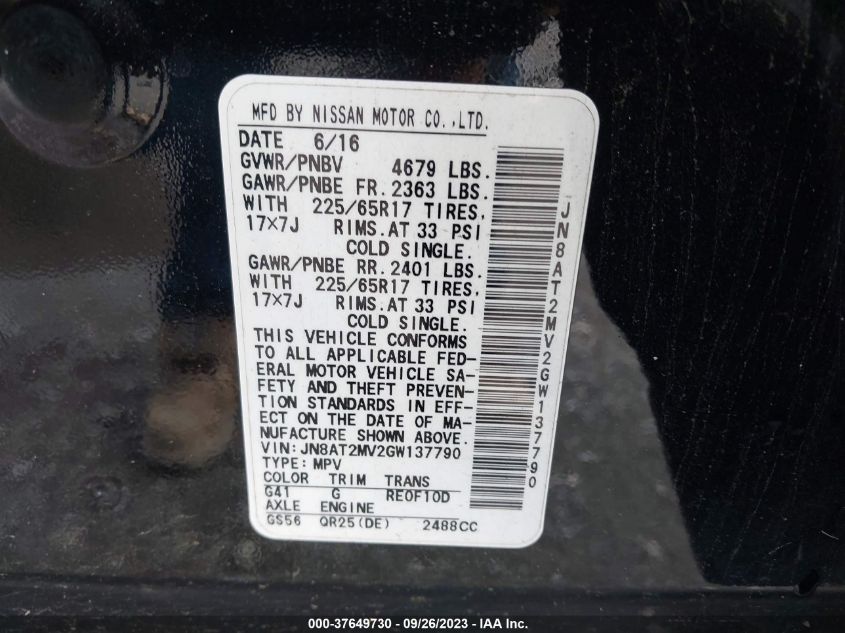 MFD BY NISSAN MOTOR CO.,LTD.
DATE 6/16
GVWR/PNBV 4679 LBS.
GAWR/PNBE FR. 2363 LBS.
WITH 225/65R17 TIRES.
17×7J RIMS.AT 33 PSI
COLD SINGLE.
GAWR/PNBE RR. 2401 LBS.
WITH 225/65R17 TIRES.
17×7J RIMS.AT 33 PSI
COLD SINGLE.
THIS VEHICLE CONFORMS
TO ALL APPLICABLE FED-
ERAL MOTOR VEHICLE SA-
FETY AND THEFT PREVEN-
TION STANDARDS IN EFF-
ECT ON THE DATE OF MA-
NUFACTURE SHOWN ABOVE.
VIN: JN8AT2MV2GW137790
TYPE: MPV
COLOR TRIM TRANS
G41 G RE0F10D
AXLE ENGINE
GS56 QR25(DE) 2488CC
JN8AT2MV2GW137790
000-37649730 - 09/26/2023 - IAA Inc.